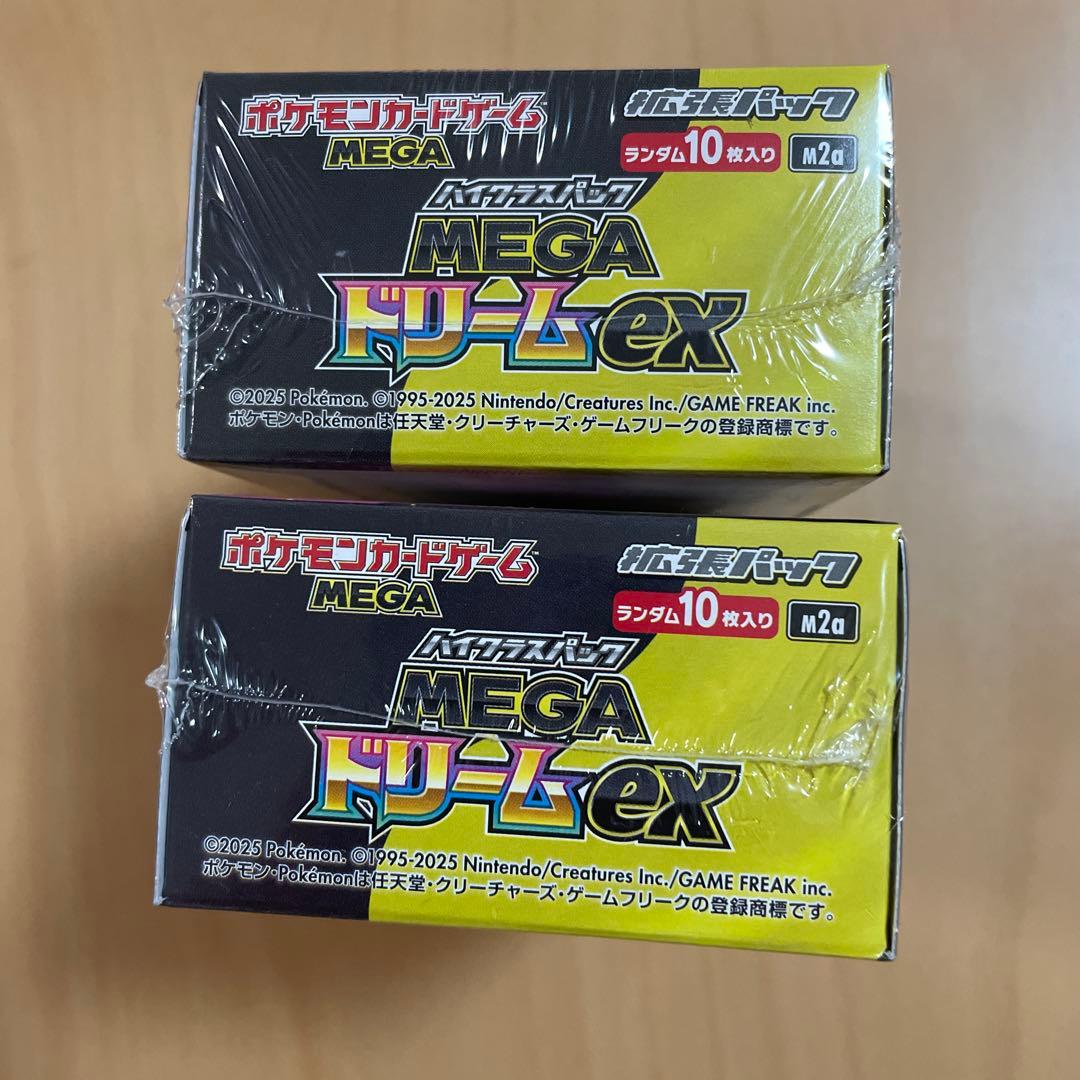 ポケモンカードゲーム™
MEGA
拡張パック
ランダム10枚入り M2a
ハイクラスパック
MEGA
ドリームex
©2025 Pokémon. ©1995-2025 Nintendo/Creatures Inc./GAME FREAK inc.
ポケモン・Pokémonは任天堂・クリーチャーズ・ゲームフリークの登録商標です。
ポケモンカードゲーム™
MEGA
拡張パック
ランダム10枚入り M2a
ハイクラスパック
MEGA
ドリームex
©2025 Pokémon. ©1995-2025 Nintendo/Creatures Inc./GAME FREAK inc.
ポケモン・Pokémonは任天堂・クリーチャーズ・ゲームフリークの登録商標です。